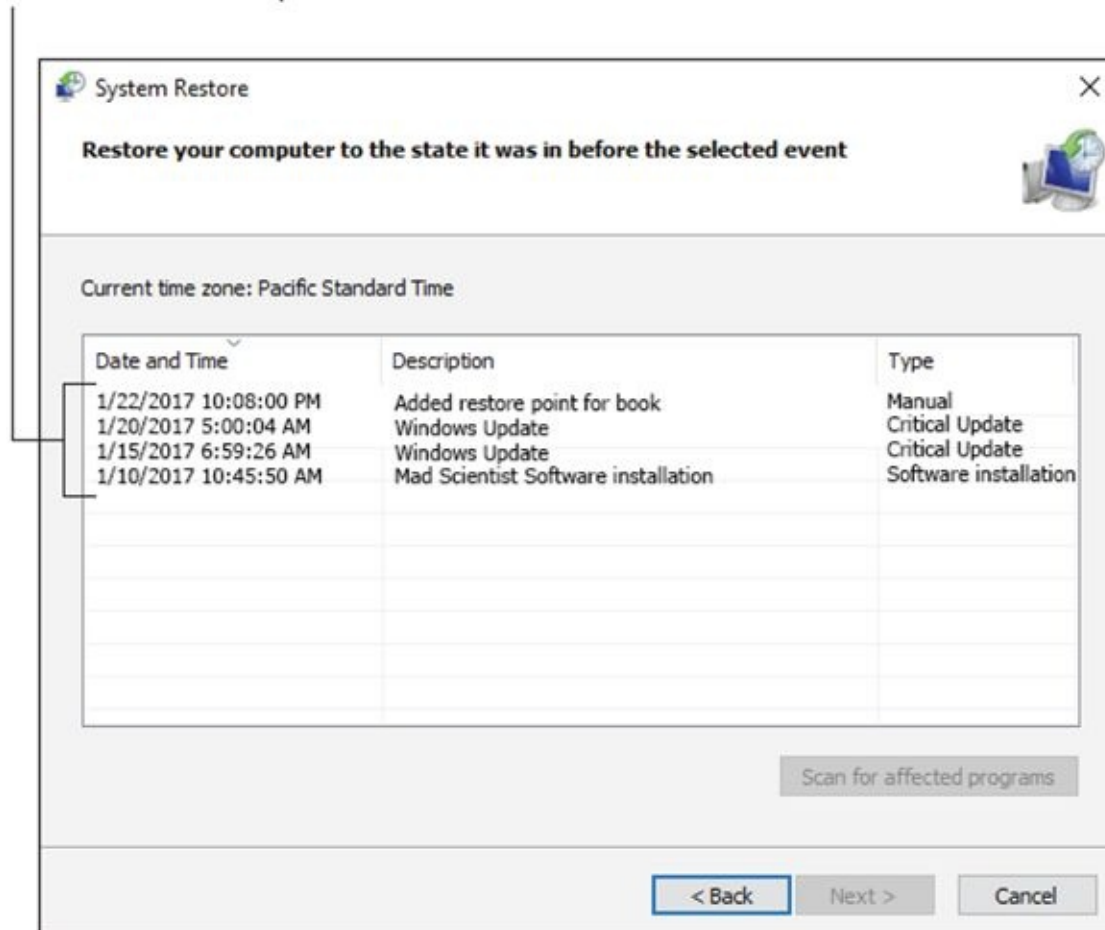 System Restore
Restore your computer to the state it was in before the selected event
Current time zone: Pacific Standard Time
Date and Time Description Type
1/22/2017 10:08:00 PM Added restore point for book Manual
1/20/2017 5:00:04 AM Windows Update Critical Update
1/15/2017 6:59:26 AM Windows Update Critical Update
1/10/2017 10:45:50 AM Mad Scientist Software installation Software installation
Scan for affected programs
< Back Next > Cancel